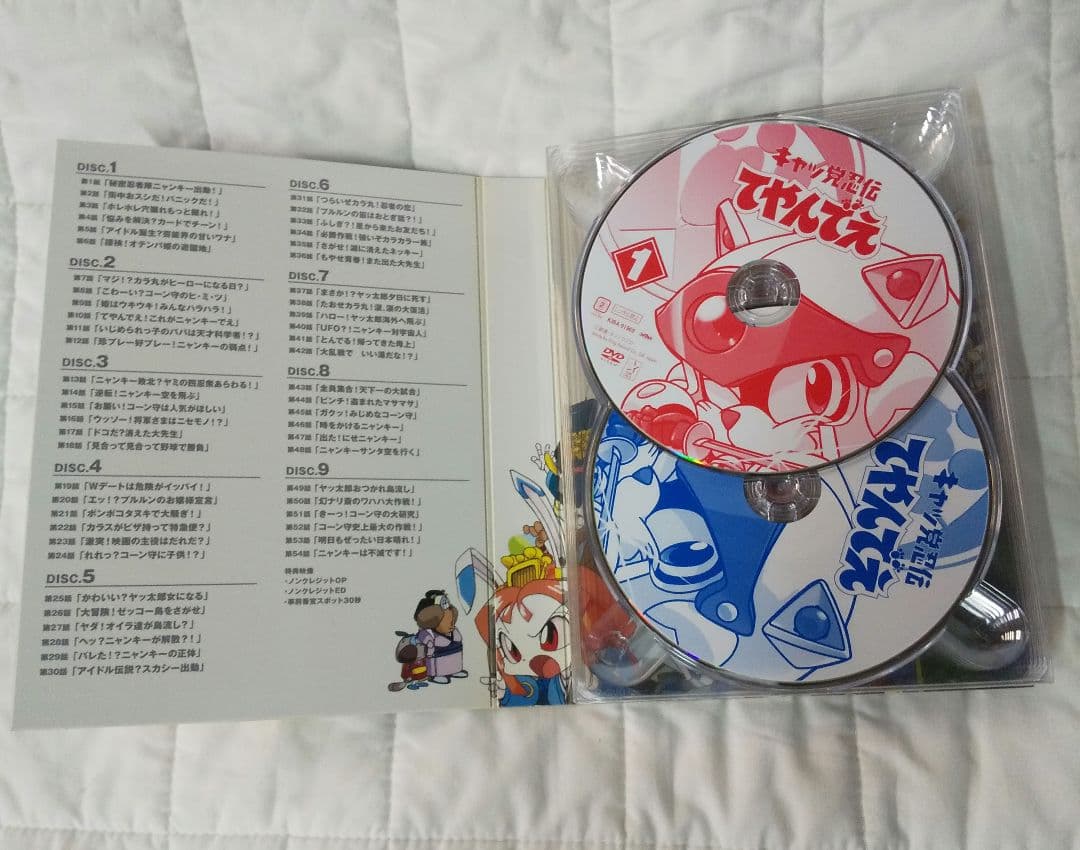 DISC.1
第1話「秘密忍者隊ニャンキー出動!」
第2話「街中おスシだ!パニックだ!」
第3話「ホレホレ穴掘れもっと掘れ!」
第4話「悩みを解決?カードでチーン!」
第5話「アイドル誕生?芸能界の甘いワナ」
第6話「探検!オテンバ姫の遊園地」
DISC.2
第7話「マジ!?カラ丸がヒーローになる日?」
第8話「こわーい?コーン守のヒ・ミ・ツ」
第9話「姫はウキウキ!みんなハラハラ!」
第10話「てやんでえ!これがニャンキーでえ」
第11話「いじめられっ子のパパは天才科学者!?」
第12話「珍プレー好プレー!ニャンキーの弱点!」
DISC.3
第13話「ニャンキー敗北?ヤミの四忍衆あらわる!」
第14話「逆転!ニャンキー空を飛ぶ」
第15話「お願い!コーン守は人気がほしい」
第16話「ウッソー!将軍さまはニセモノ!?」
第17話「ドコだ?消えた大先生」
第18話「見合って見合って野球で勝負」
DISC.4
第19話「Wデートは危険がイッパイ!」
第20話「エッ!?プルルンのお嬢様宣言」
第21話「ポンポコタヌキで大騒ぎ!」
第22話「カラスがピザ持って特急便?」
第23話「激突!映画の主役はだれだ?」
第24話「れれっ?コーン守に子供!?」
DISC.5
第25話「かわいい?ヤッ太郎女になる」
第26話「大冒険!ゼッコー鳥をさがせ」
第27話「ヤダ!オイラ達が島流し?」
第28話「ヘッ?ニャンキーが解散?!」
第29話「バレた!?ニャンキーの正体」
第30話「アイドル伝説?スカシー出動」
DISC.6
第31話「つらいぜカラ丸!忍者の恋」
第32話「プルルンの姫はおとぎ話?!」
第33話「ふしぎ?!星から来たお友だち!」
第34話「必勝作戦!強いぞカラカラ一族」
第35話「さがせ!湖に消えたネッキー」
第36話「もやせ青春!また出た大先生」
DISC.7
第37話「まさか!?ヤッ太郎夕日に死す」
第38話「たおせカラ丸!涙、涙の大復活」
第39話「ハロー!ヤッ太郎海外へ飛ぶ」
第40話「UFO?!ニャンキー対宇宙人」
第41話「とんでる!帰ってきた海上」
第42話「大乱戦で いい湯だな!?」
DISC.8
第43話「全員集合!天下一の大試合」
第44話「ピンチ!盗まれたマサマサ」
第45話「ガクッ!みじめなコーン守」
第46話「時をかけるニャンキー」
第47話「出た!にせニャンキー」
第48話「ニャンキーサンタ空を行く」
DISC.9
第49話「ヤッ太郎おつかれ島流し」
第50話「幻ナリ斎のワハハ大作戦!」
第51話「きーっ!コーン守の大研究」
第52話「コーン守史上最大の作戦!」
第53話「明日もぜったい日本晴れ!」
第54話「ニャンキーは不滅です!」
特典映像
・ノンクレジットOP
・ノンクレジットED
・事前番宣スポット30秒
キャッ党忍伝
てやんでえ
1
2
DVD
キャッ党忍伝
てやんでえ